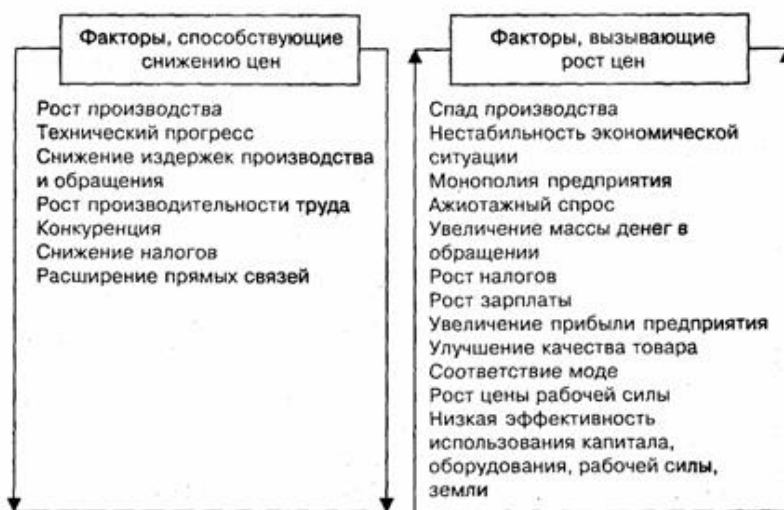 Факторы, способствующие
снижению цен
Рост производства
Технический прогресс
Снижение издержек производства
и обращения
Рост производительности труда
Конкуренция
Снижение налогов
Расширение прямых связей
Факторы, вызывающие
рост цен
Спад производства
Нестабильность экономической
ситуации
Монополия предприятия
Ажиотажный спрос
Увеличение массы денег в
обращении
Рост налогов
Рост зарплаты
Увеличение прибыли предприятия
Улучшение качества товара
Соответствие моде
Рост цены рабочей силы
Низкая эффективность
использования капитала,
оборудования, рабочей силы,
земли